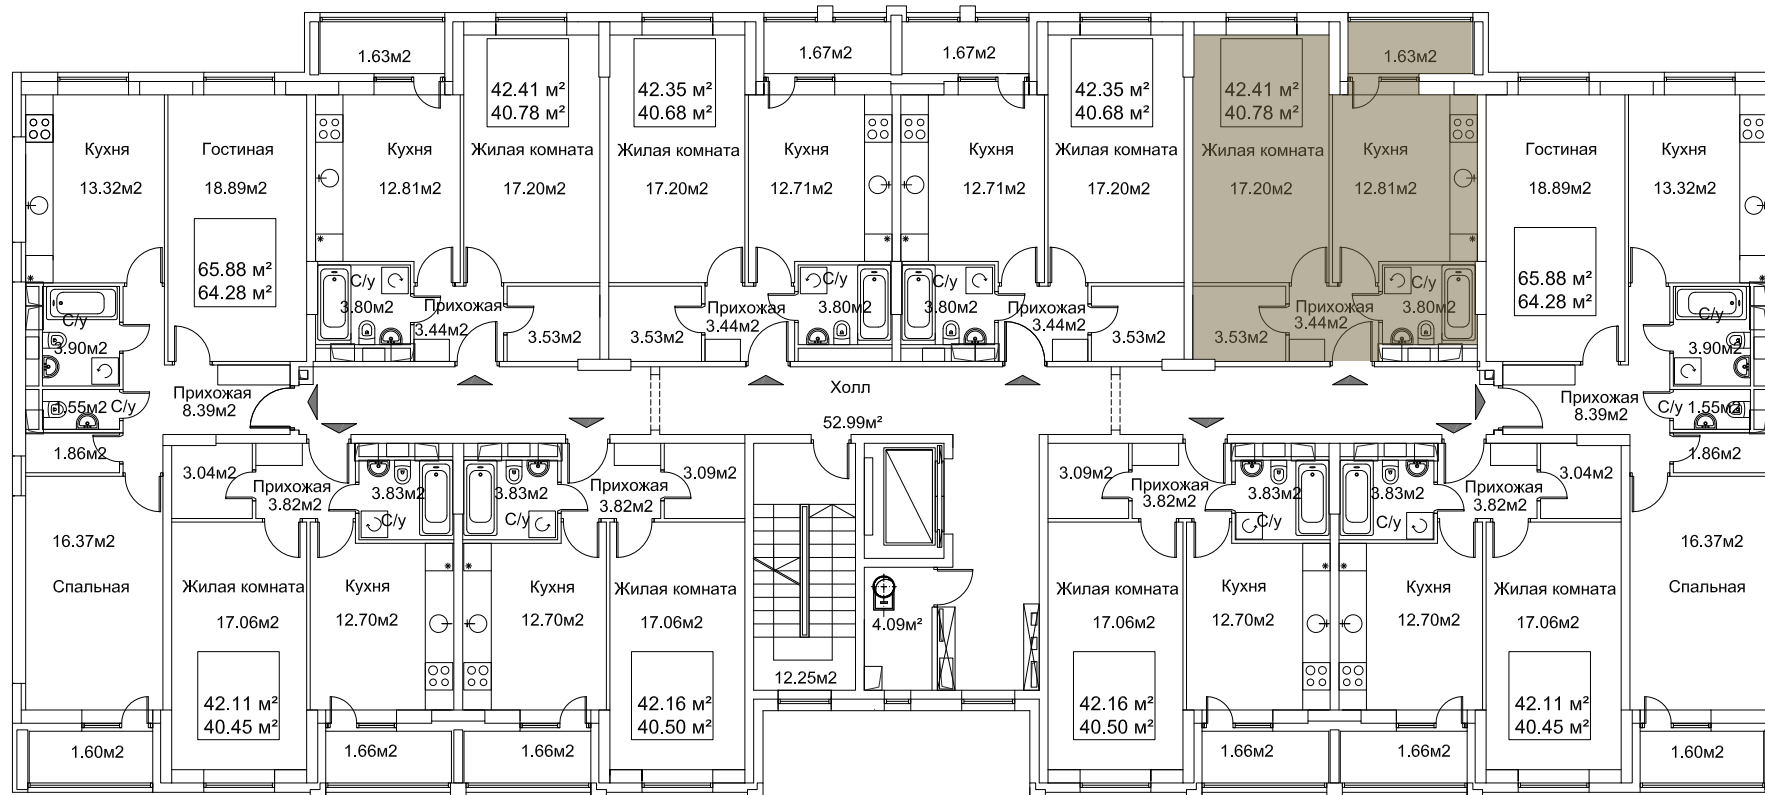 1.63м2
1.67м2
1.67м2
1.63м2
42.41 м²
40.78 м²
42.35 м²
40.68 м²
42.35 м²
40.68 м²
42.41 м²
40.78 м²
Кухня
13.32м2
Гостиная
18.89м2
Кухня
12.81м2
Жилая комната
17.20м2
Жилая комната
17.20м2
Кухня
12.71м2
Кухня
12.71м2
Жилая комната
17.20м2
Жилая комната
17.20м2
Кухня
12.81м2
Гостиная
18.89м2
Кухня
13.32м2
65.88 м²
64.28 м²
65.88 м²
64.28 м²
С/у
3.90м2
С/у
3.80м2
Прихожая
3.44м2
3.53м2
3.53м2
Прихожая
3.44м2
С/у
3.80м2
С/у
3.80м2
Прихожая
3.44м2
3.53м2
3.53м2
Прихожая
3.44м2
С/у
3.80м2
С/у
3.90м2
1.55м2 С/у
Прихожая
8.39м2
Холл
52.99м²
Прихожая
8.39м2
С/у 1.55м2
1.86м2
1.86м2
3.04м2
Прихожая
3.82м2
3.83м2
С/у
3.83м2
С/у
Прихожая
3.82м2
3.09м2
3.09м2
Прихожая
3.82м2
3.83м2
С/у
3.83м2
С/у
Прихожая
3.82м2
3.04м2
16.37м2
Спальная
Жилая комната
17.06м2
Кухня
12.70м2
Кухня
12.70м2
Жилая комната
17.06м2
4.09м²
12.25м2
Жилая комната
17.06м2
Кухня
12.70м2
Кухня
12.70м2
Жилая комната
17.06м2
16.37м2
Спальная
42.11 м²
40.45 м²
42.16 м²
40.50 м²
42.16 м²
40.50 м²
42.11 м²
40.45 м²
1.60м2
1.66м2
1.66м2
1.66м2
1.66м2
1.60м2